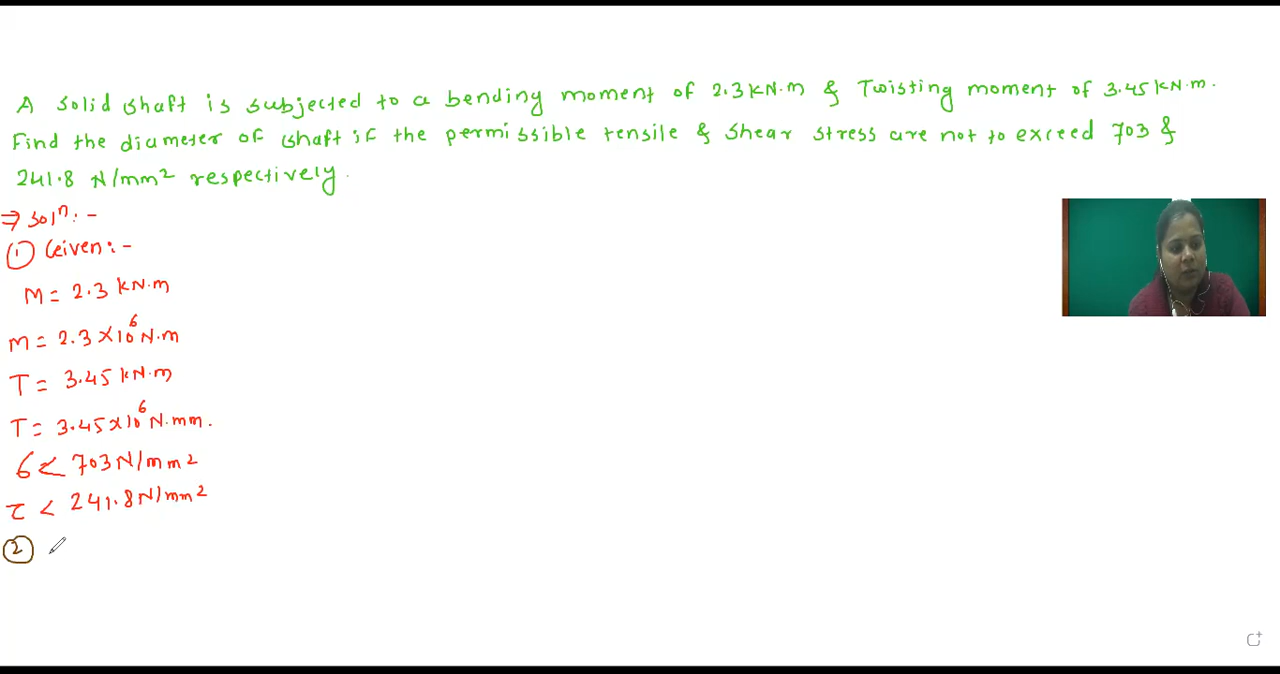 A solid shaft is subjected to a bending moment of 2.3 kN.m & Twisting moment of 3.45 kN.m.
Find the diameter of shaft if the permissible tensile & shear stress are not to exceed 703 &
241.8 N/mm2 respectively.
⇒ Solⁿ:-
① Given:-
M = 2.3 kN.m
M = 2.3 × 10⁶ N.m
T = 3.45 kN.m
T = 3.45 × 10⁶ N.mm.
σ < 703 N/mm2
τ < 241.8 N/mm2
②